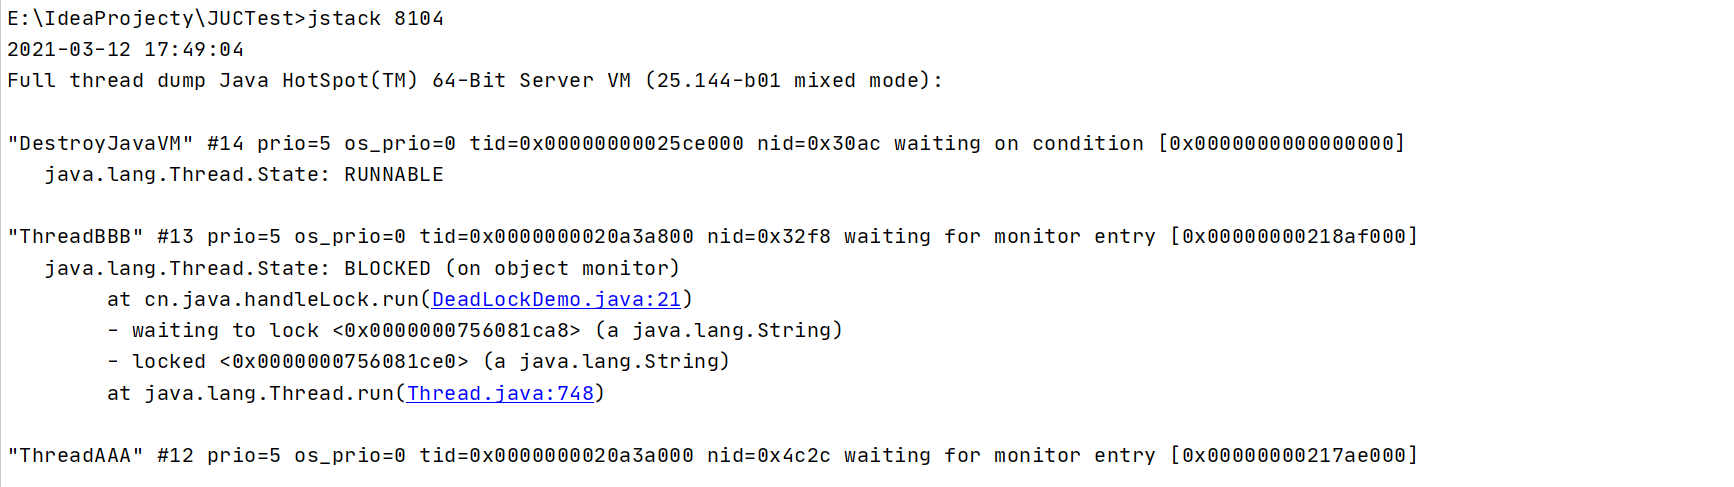 E:\IdeaProjecty\JUCTest>jstack 8104
2021-03-12 17:49:04
Full thread dump Java HotSpot(TM) 64-Bit Server VM (25.144-b01 mixed mode):
"DestroyJavaVM" #14 prio=5 os_prio=0 tid=0x00000000025ce000 nid=0x30ac waiting on condition [0x0000000000000000]
   java.lang.Thread.State: RUNNABLE
"ThreadBBB" #13 prio=5 os_prio=0 tid=0x0000000020a3a800 nid=0x32f8 waiting for monitor entry [0x00000000218af000]
   java.lang.Thread.State: BLOCKED (on object monitor)
        at cn.java.handleLock.run(DeadLockDemo.java:21)
        - waiting to lock <0x0000000756081ca8> (a java.lang.String)
        - locked <0x0000000756081ce0> (a java.lang.String)
        at java.lang.Thread.run(Thread.java:748)
"ThreadAAA" #12 prio=5 os_prio=0 tid=0x0000000020a3a000 nid=0x4c2c waiting for monitor entry [0x00000000217ae000]